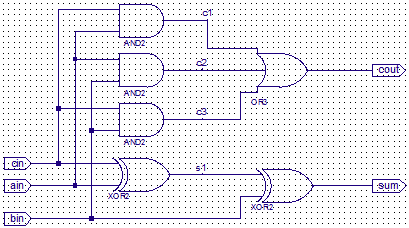 c1
AND2
c2
cout
AND2
OR3
c3
AND2
cin
s1
ain
sum
XOR2
XOR2
bin